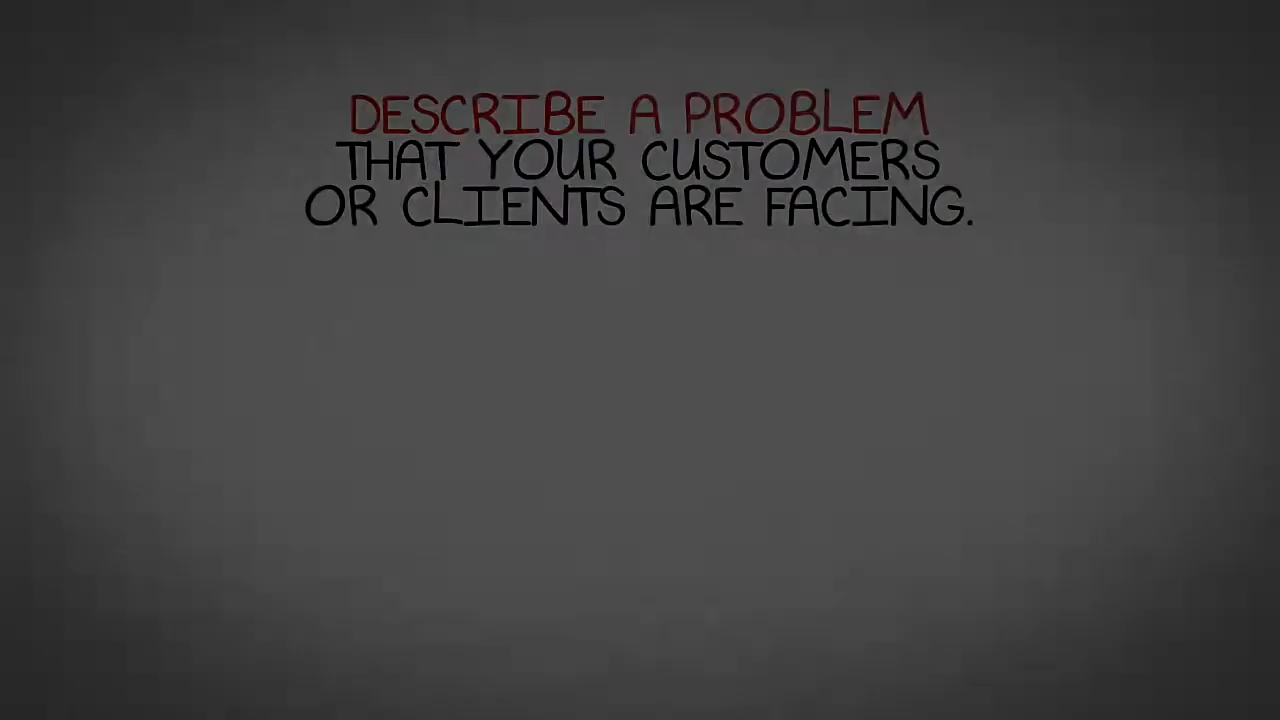 DESCRIBE A PROBLEM
THAT YOUR CUSTOMERS
OR CLIENTS ARE FACING.